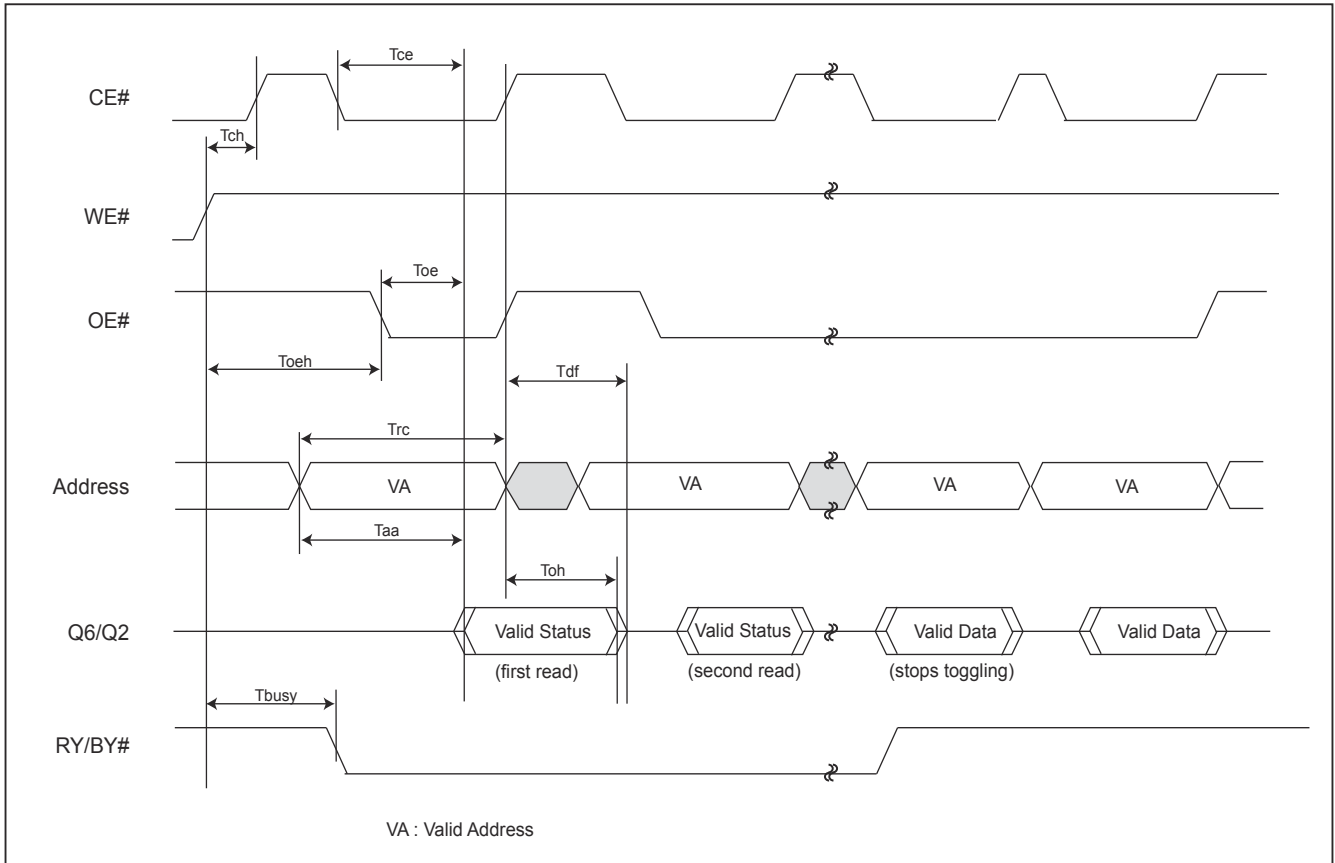 Tce
CE#
Tch
WE#
Toe
OE#
Toeh
Tdf
Trc
Address
VA
VA
VA
VA
Taa
Toh
Q6/Q2
Valid Status
Valid Status
Valid Data
Valid Data
(first read)
(second read)
(stops toggling)
Tbusy
RY/BY#
VA : Valid Address